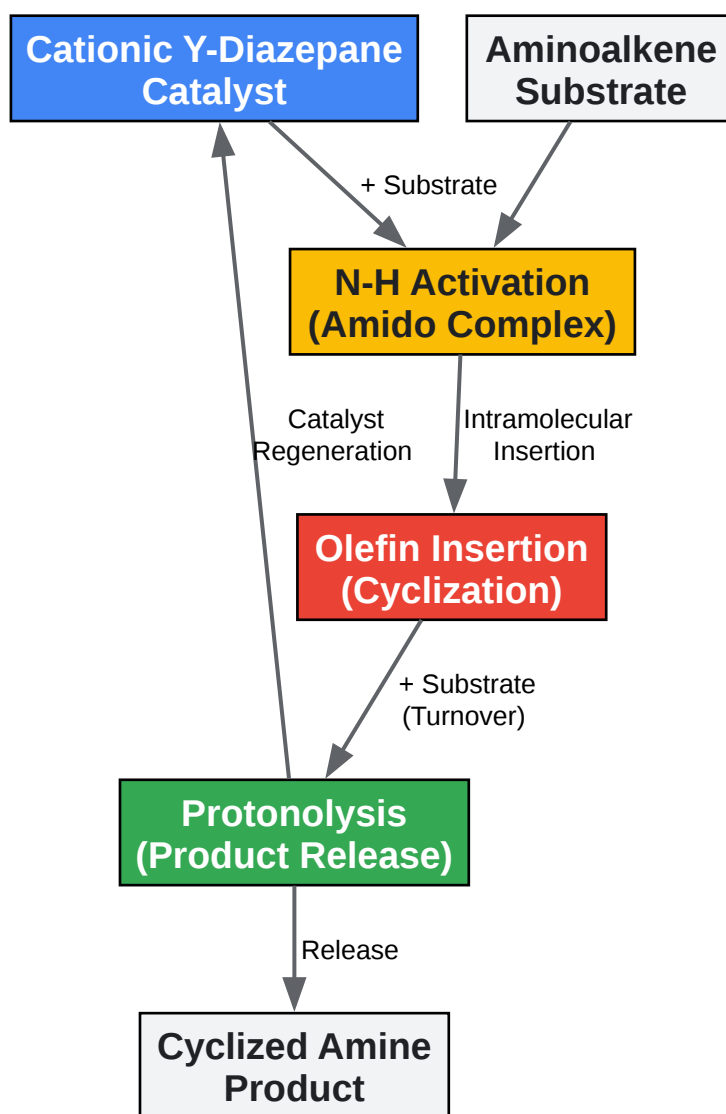 Cationic Y-Diazepane
Catalyst
Aminoalkene
Substrate
+ Substrate
N-H Activation
(Amido Complex)
Catalyst
Regeneration
Intramolecular
Insertion
Olefin Insertion
(Cyclization)
+ Substrate
(Turnover)
Protonolysis
(Product Release)
Release
Cyclized Amine
Product